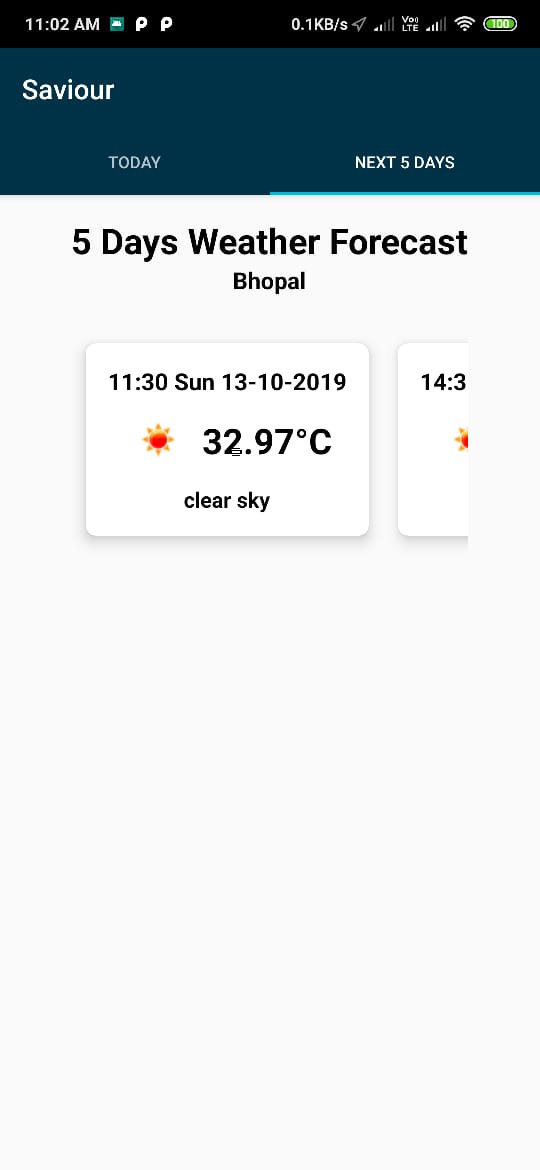 11:02 AM P P 0.1KB/s Vo LTE 100
Saviour
TODAY NEXT 5 DAYS
5 Days Weather Forecast
Bhopal
11:30 Sun 13-10-2019 14:3
32.97°C
clear sky